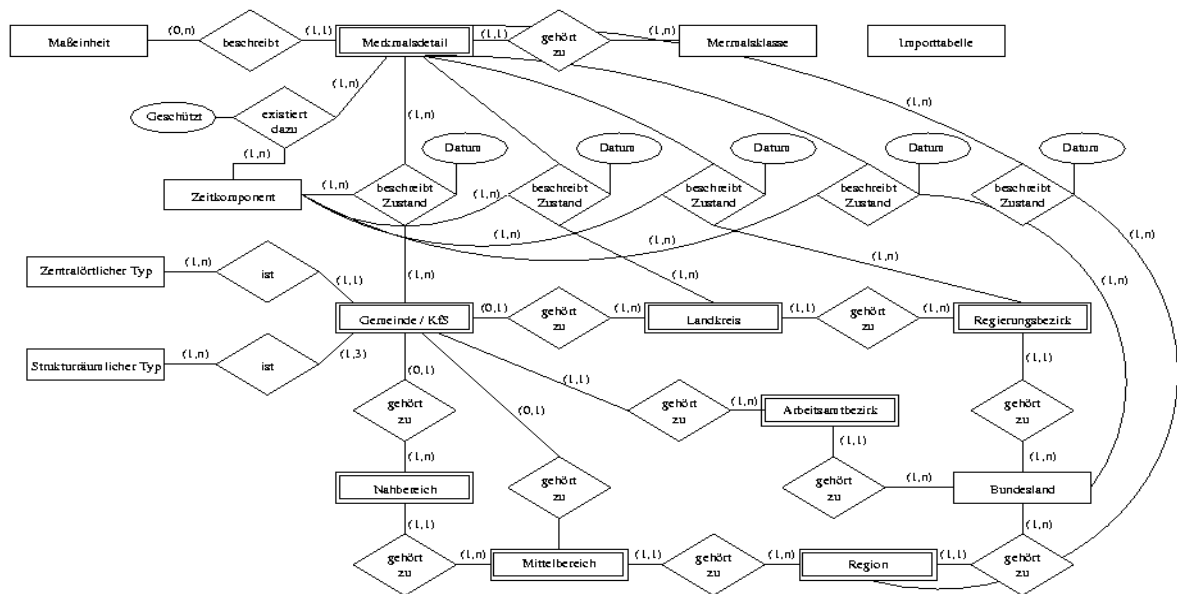 Maßeinheit
(0,n)
beschreibt
(1,1)
Merkmalsdetail
(1,1)
gehört
zu
(1,n)
Mermalsklasse
Importtabelle
(1,n)
(1,n)
(1,n)
(1,n)
(1,n)
(1,n)
Geschützt
existiert
dazu
(1,n)
Datum
Datum
Datum
Datum
Datum
Zeitkomponent
(1,n)
beschreibt
Zustand
(1,n)
beschreibt
Zustand
(1,n)
beschreibt
Zustand
(1,n)
beschreibt
Zustand
beschreibt
Zustand
Zentralörtlicher Typ
(1,n)
ist
(1,1)
(1,n)
(1,n)
(1,n)
(1,n)
Gemeinde / KfS
(0,1)
gehört
zu
(1,n)
Landkreis
(1,1)
gehört
zu
(1,n)
Regierungsbezirk
Strukturräumlicher Typ
(1,n)
ist
(1,3)
(0,1)
(1,1)
(1,1)
gehört
zu
(0,1)
gehört
zu
(1,n)
Arbeitsamtbezirk
gehört
zu
(1,n)
(1,1)
(1,n)
Nahbereich
gehört
zu
gehört
zu
(1,n)
Bundesland
(1,1)
(1,n)
gehört
zu
(1,n)
Mittelbereich
(1,1)
gehört
zu
(1,n)
Region
(1,1)
gehört
zu